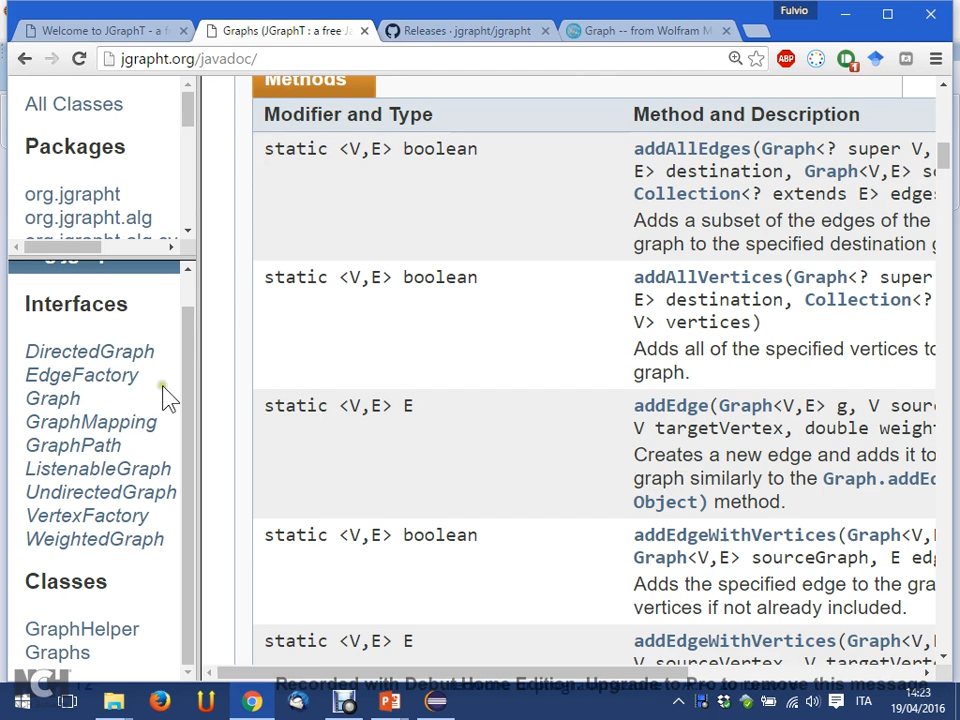 Fulvio
Welcome to JGraphT - a f
Graphs (JGraphT : a free J
Releases · jgrapht/jgrapht
Graph -- from Wolfram M
jgrapht.org/javadoc/
ABP
1
All Classes
Packages
org.jgrapht
org.jgrapht.alg
Interfaces
DirectedGraph
EdgeFactory
Graph
GraphMapping
GraphPath
ListenableGraph
UndirectedGraph
VertexFactory
WeightedGraph
Classes
GraphHelper
Graphs
Methods
Modifier and Type
Method and Description
static <V,E> boolean
addAllEdges(Graph<? super V,
E> destination, Graph<V,E> s
Collection<? extends E> edge
Adds a subset of the edges of the
graph to the specified destination g
static <V,E> boolean
addAllVertices(Graph<? super
E> destination, Collection<?
V> vertices)
Adds all of the specified vertices to
graph.
static <V,E> E
addEdge(Graph<V,E> g, V sour
V targetVertex, double weigh
Creates a new edge and adds it to
graph similarly to the Graph.addE
Object) method.
static <V,E> boolean
addEdgeWithVertices(Graph<V,
Graph<V,E> sourceGraph, E ed
Adds the specified edge to the gra
vertices if not already included.
static <V,E> E
addEdgeWithVertices(Graph<V,
NCH
Recorded with Debut Home Edition. Upgrade to Pro to remove this message
ITA
14:23
19/04/2016